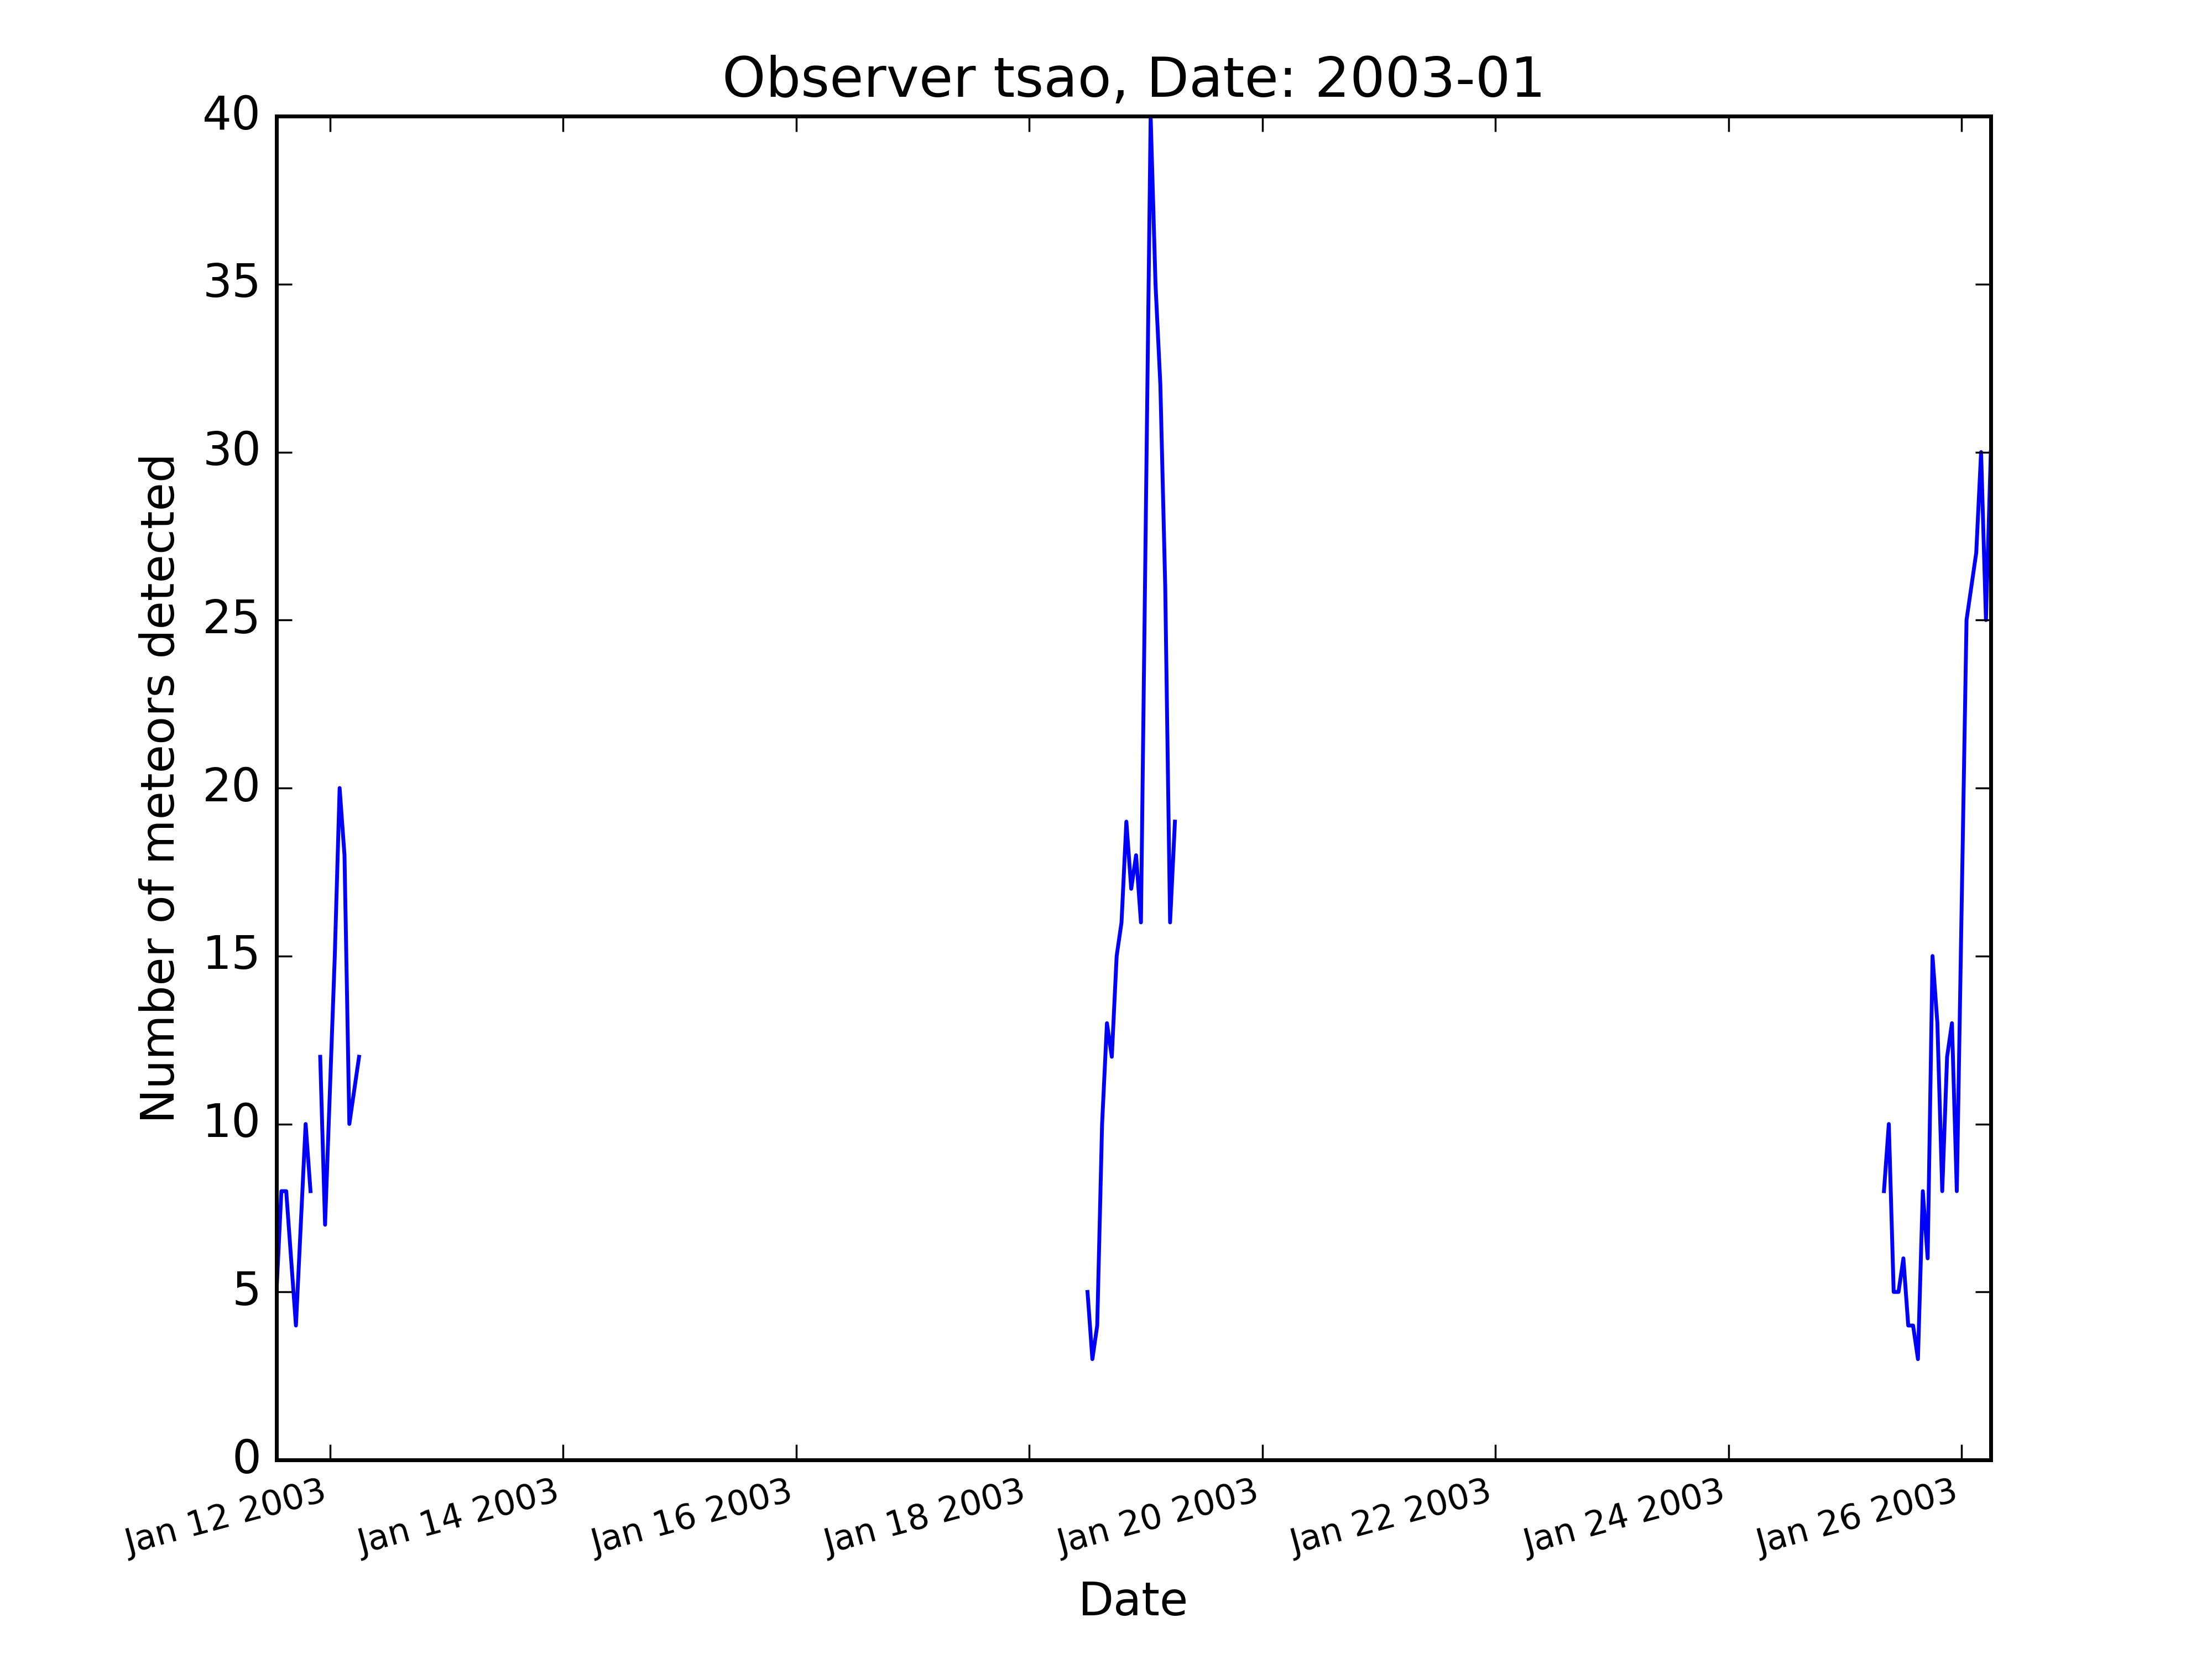 Observer tsao, Date: 2003-01
Number of meteors detected
40
35
30
25
20
15
10
5
0
Jan 12 2003
Jan 14 2003
Jan 16 2003
Jan 18 2003
Jan 20 2003
Jan 22 2003
Jan 24 2003
Jan 26 2003
Date